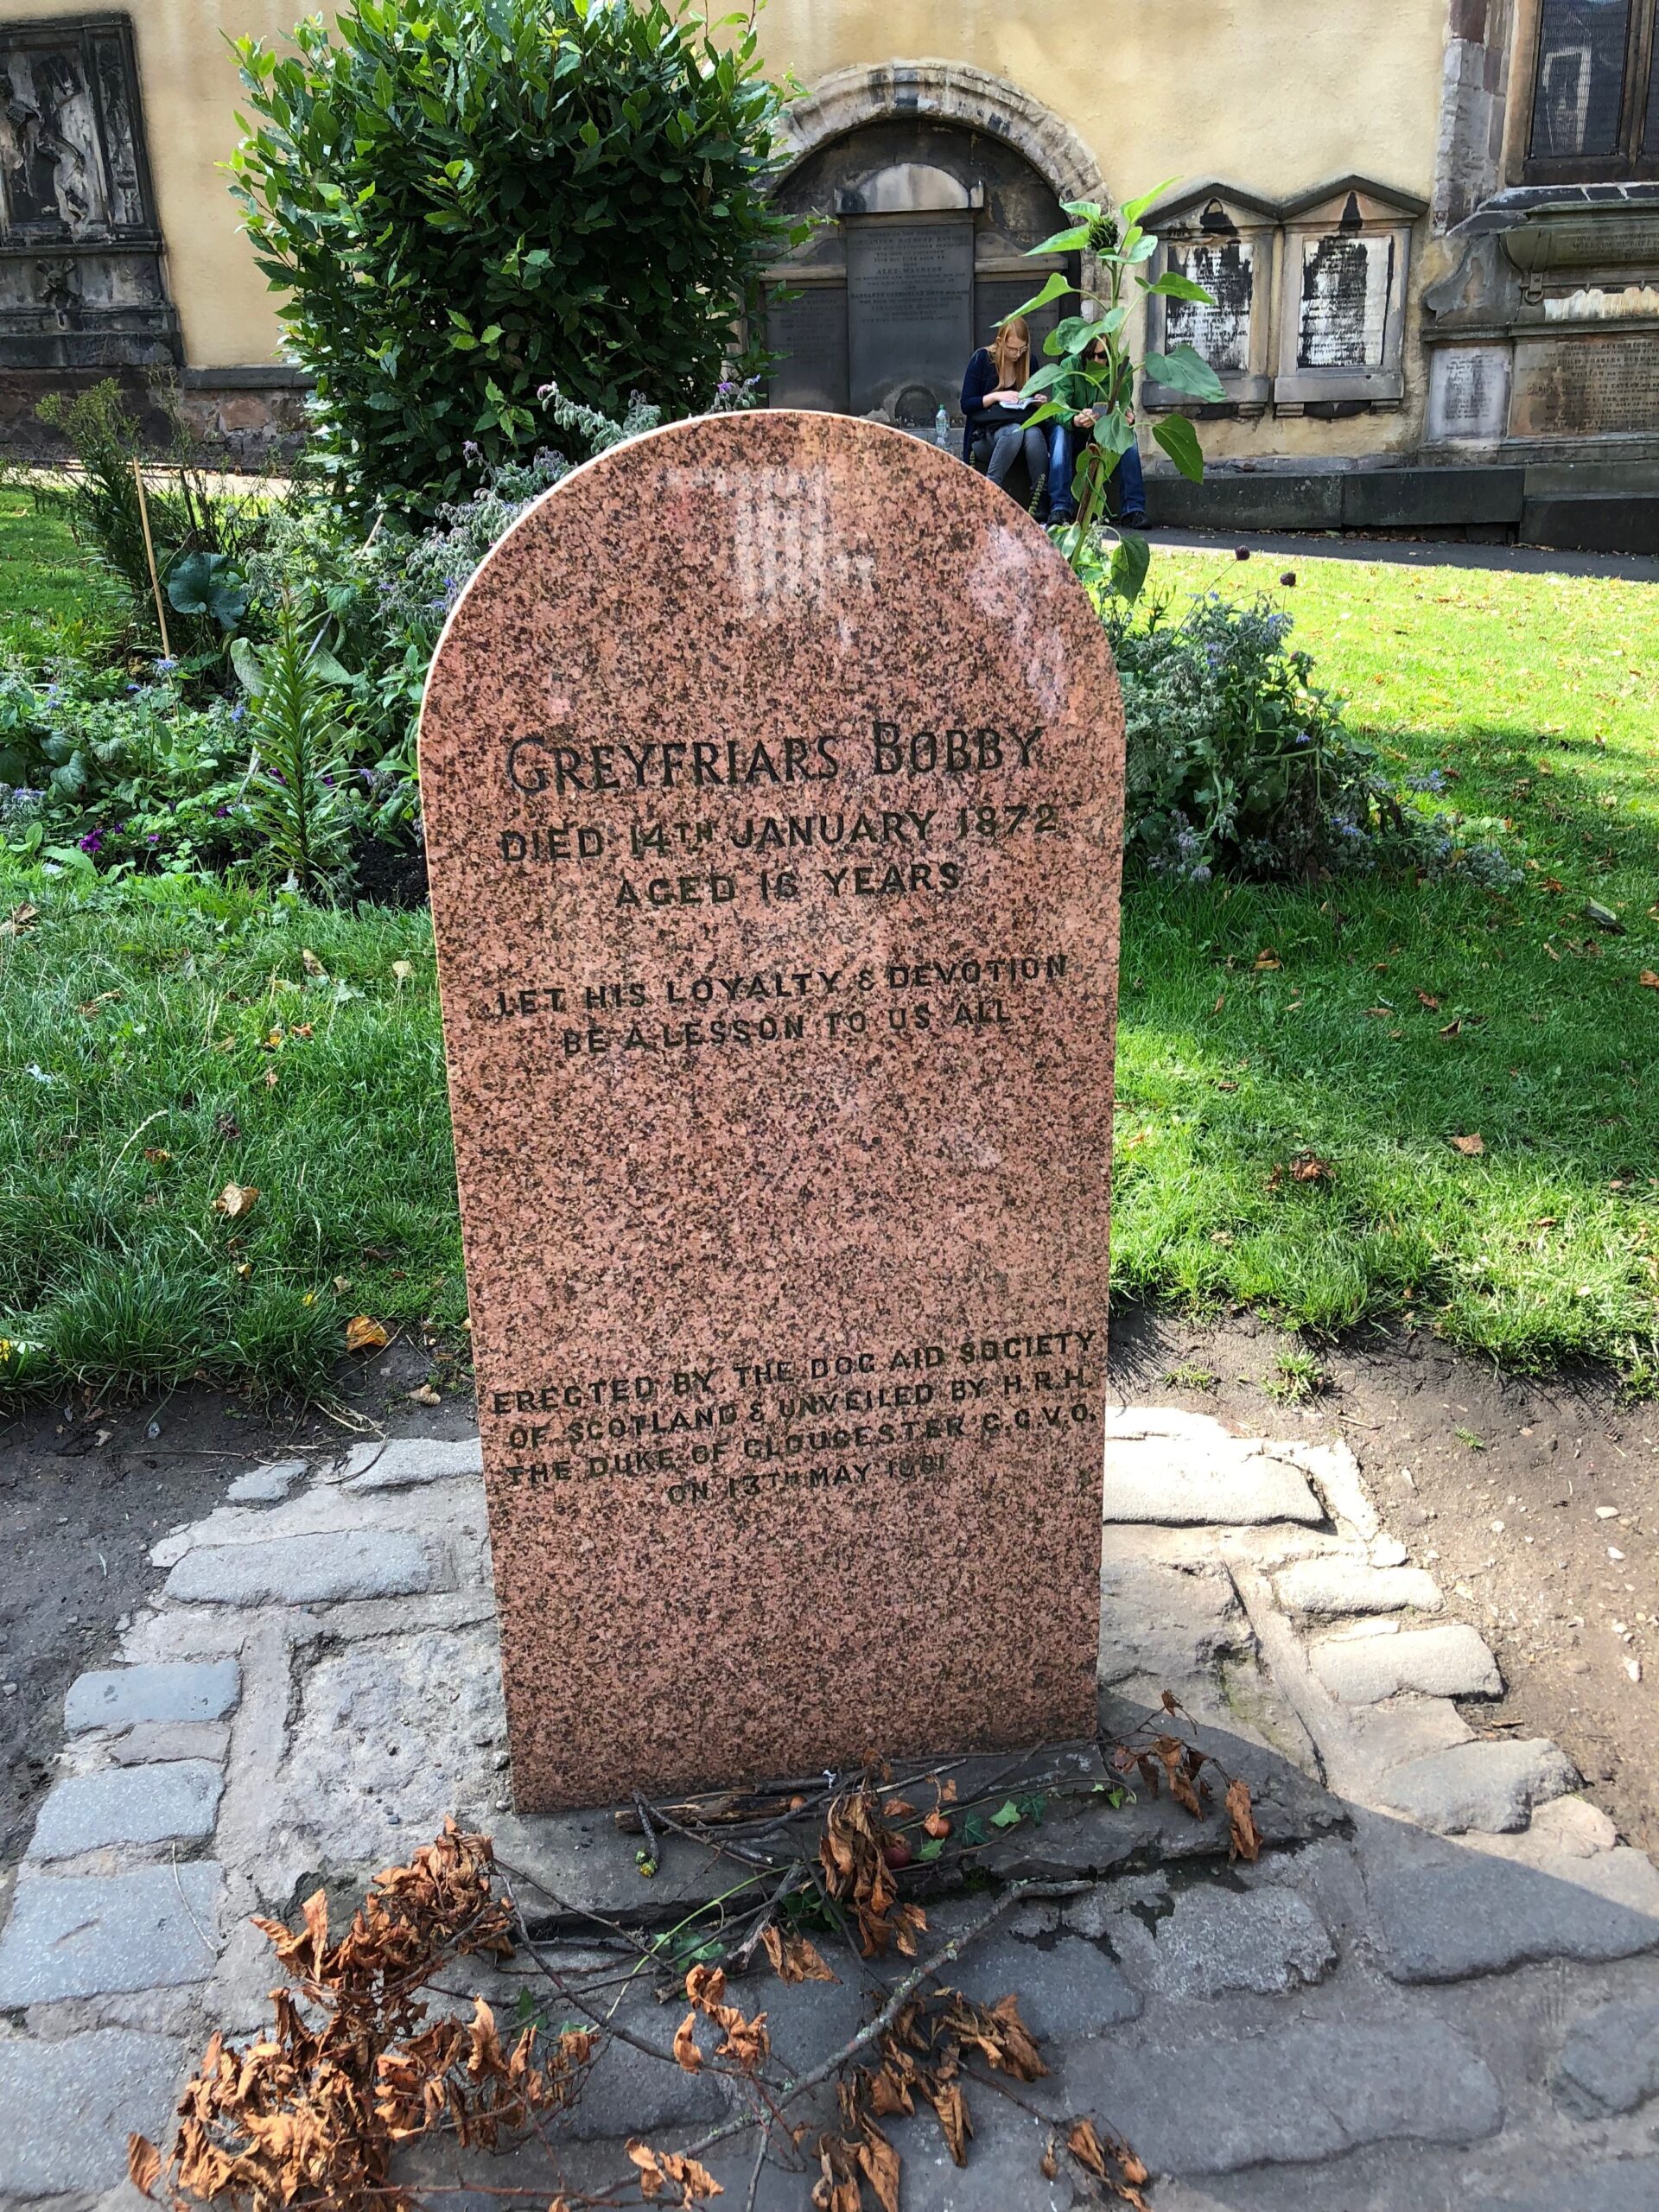 GREYFRIARS BOBBY
DIED 14TH JANUARY 1872
AGED 16 YEARS
LET HIS LOYALTY & DEVOTION
BE A LESSON TO US ALL
ERECTED BY THE DOG AID SOCIETY
OF SCOTLAND & UNVEILED BY H.R.H.
THE DUKE OF GLOUCESTER G.C.V.O.
ON 13TH MAY 1981